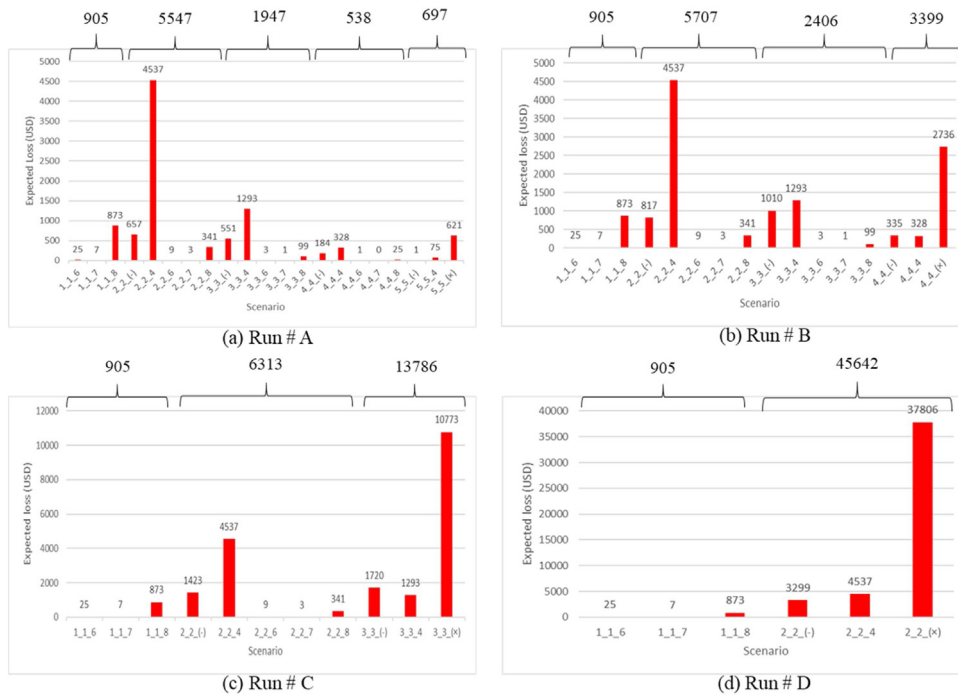 905 5547 1947 538 697
Expected Loss (USD)
5000
4500
4000
3500
3000
2500
2000
1500
1000
500
0
25 7 873 657 4537 9 3 341 551 1293 3 1 99 184 328 1 0 25 1 75 621
1_1_6 1_1_7 1_1_8 2_2_(-) 2_2_4 2_2_6 2_2_7 2_2_8 3_3_(-) 3_3_4 3_3_6 3_3_7 3_3_8 4_4_(-) 4_4_4 4_4_6 4_4_7 4_4_8 5_5_(-) 5_5_4 5_5_(×)
Scenario
(a) Run # A
905 5707 2406 3399
Expected loss (USD)
5000
4500
4000
3500
3000
2500
2000
1500
1000
500
0
25 7 873 817 4537 9 3 341 1010 1293 3 1 99 335 328 2736
1_1_6 1_1_7 1_1_8 2_2_(-) 2_2_4 2_2_6 2_2_7 2_2_8 3_3_(-) 3_3_4 3_3_6 3_3_7 3_3_8 4_4_(-) 4_4_4 4_4_(×)
Scenario
(b) Run # B
905 6313 13786
Expected loss (USD)
12000
10000
8000
6000
4000
2000
0
25 7 873 1423 4537 9 3 341 1720 1293 10773
1_1_6 1_1_7 1_1_8 2_2_(-) 2_2_4 2_2_6 2_2_7 2_2_8 3_3_(-) 3_3_4 3_3_(×)
Scenario
(c) Run # C
905 45642
Expected loss (USD)
40000
35000
30000
25000
20000
15000
10000
5000
0
25 7 873 3299 4537 37806
1_1_6 1_1_7 1_1_8 2_2_(-) 2_2_4 2_2_(×)
Scenario
(d) Run # D